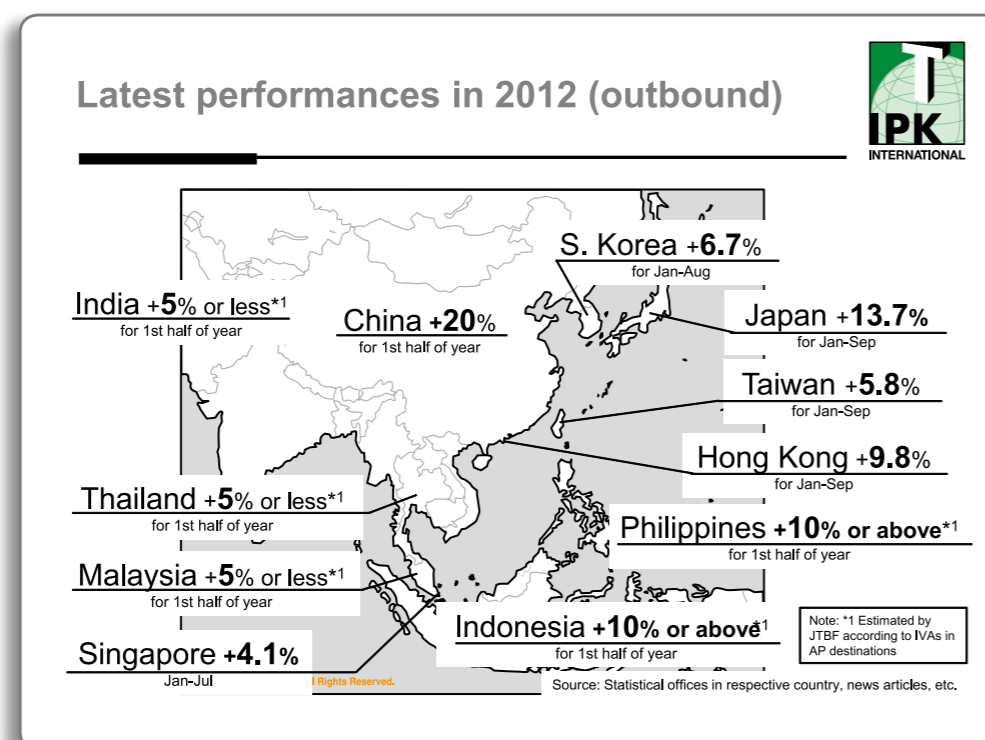 Latest performances in 2012 (outbound)
T
IPK
INTERNATIONAL
S. Korea +6.7%
for Jan-Aug
India +5% or less*1
for 1st half of year
China +20%
for 1st half of year
Japan +13.7%
for Jan-Sep
Taiwan +5.8%
for Jan-Sep
Hong Kong +9.8%
for Jan-Sep
Thailand +5% or less*1
for 1st half of year
Philippines +10% or above*1
for 1st half of year
Malaysia +5% or less*1
for 1st half of year
Indonesia +10% or above*1
for 1st half of year
Note: *1 Estimated by
JTBF according to IVAs in
AP destinations
Singapore +4.1%
Jan-Jul
Rights Reserved.
Source: Statistical offices in respective country, news articles, etc.